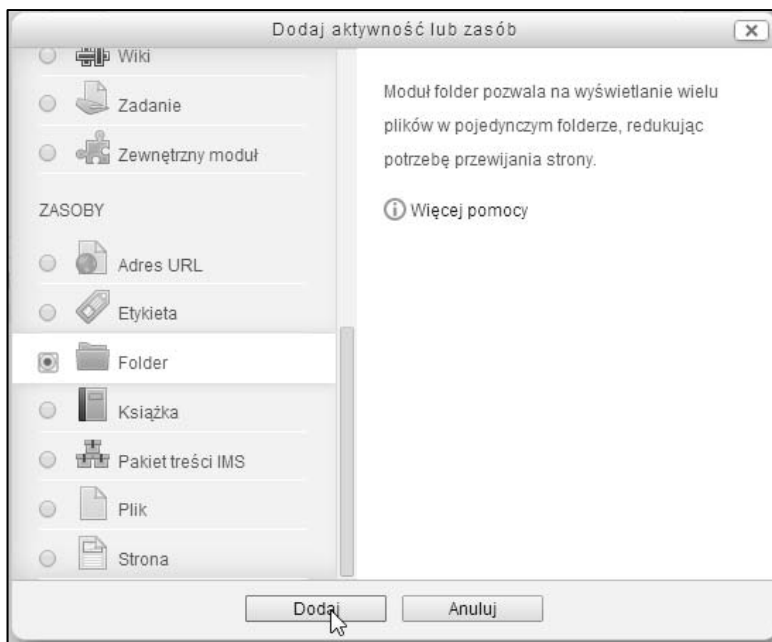 Dodaj aktywność lub zasób
Wiki
Zadanie
Zewnętrzny moduł
ZASOBY
Adres URL
Etykieta
Folder
Książka
Pakiet treści IMS
Plik
Strona
Moduł folder pozwala na wyświetlanie wielu
plików w pojedynczym folderze, redukując
potrzebę przewijania strony.
Więcej pomocy
Dodaj
Anuluj